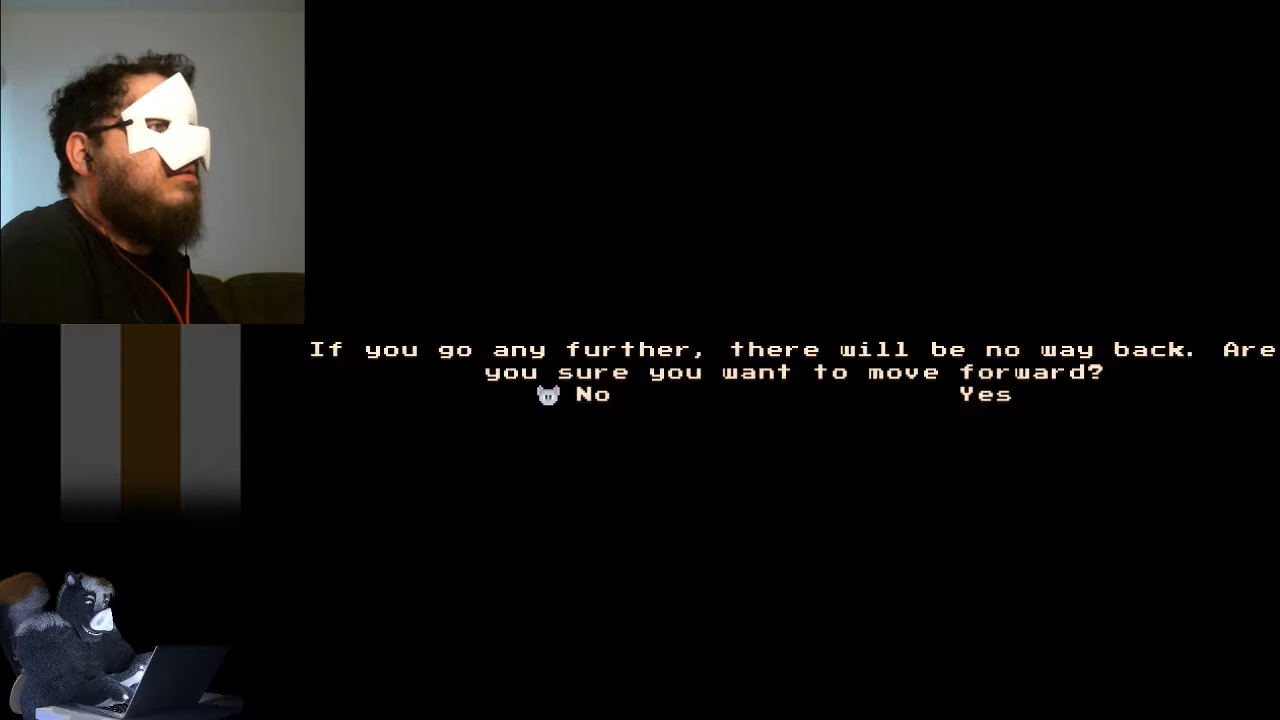 If you go any further, there will be no way back. Are
you sure you want to move forward?
No Yes